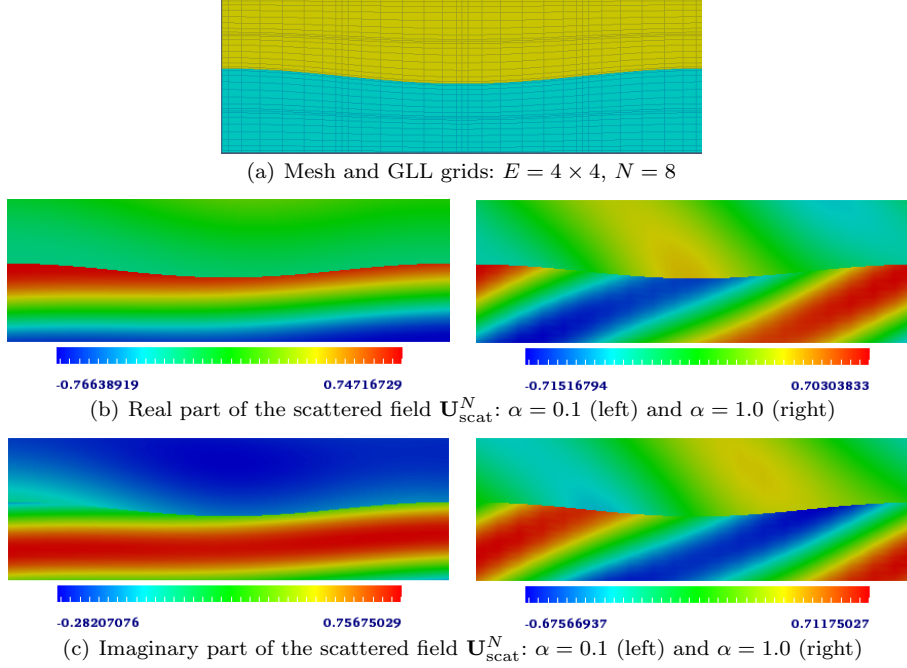 (a) Mesh and GLL grids: E = 4 × 4, N = 8
-0.76638919 0.74716729 -0.71516794 0.70303833
(b) Real part of the scattered field U^N_scat: α = 0.1 (left) and α = 1.0 (right)
-0.28207076 0.75675029 -0.67566937 0.71175027
(c) Imaginary part of the scattered field U^N_scat: α = 0.1 (left) and α = 1.0 (right)